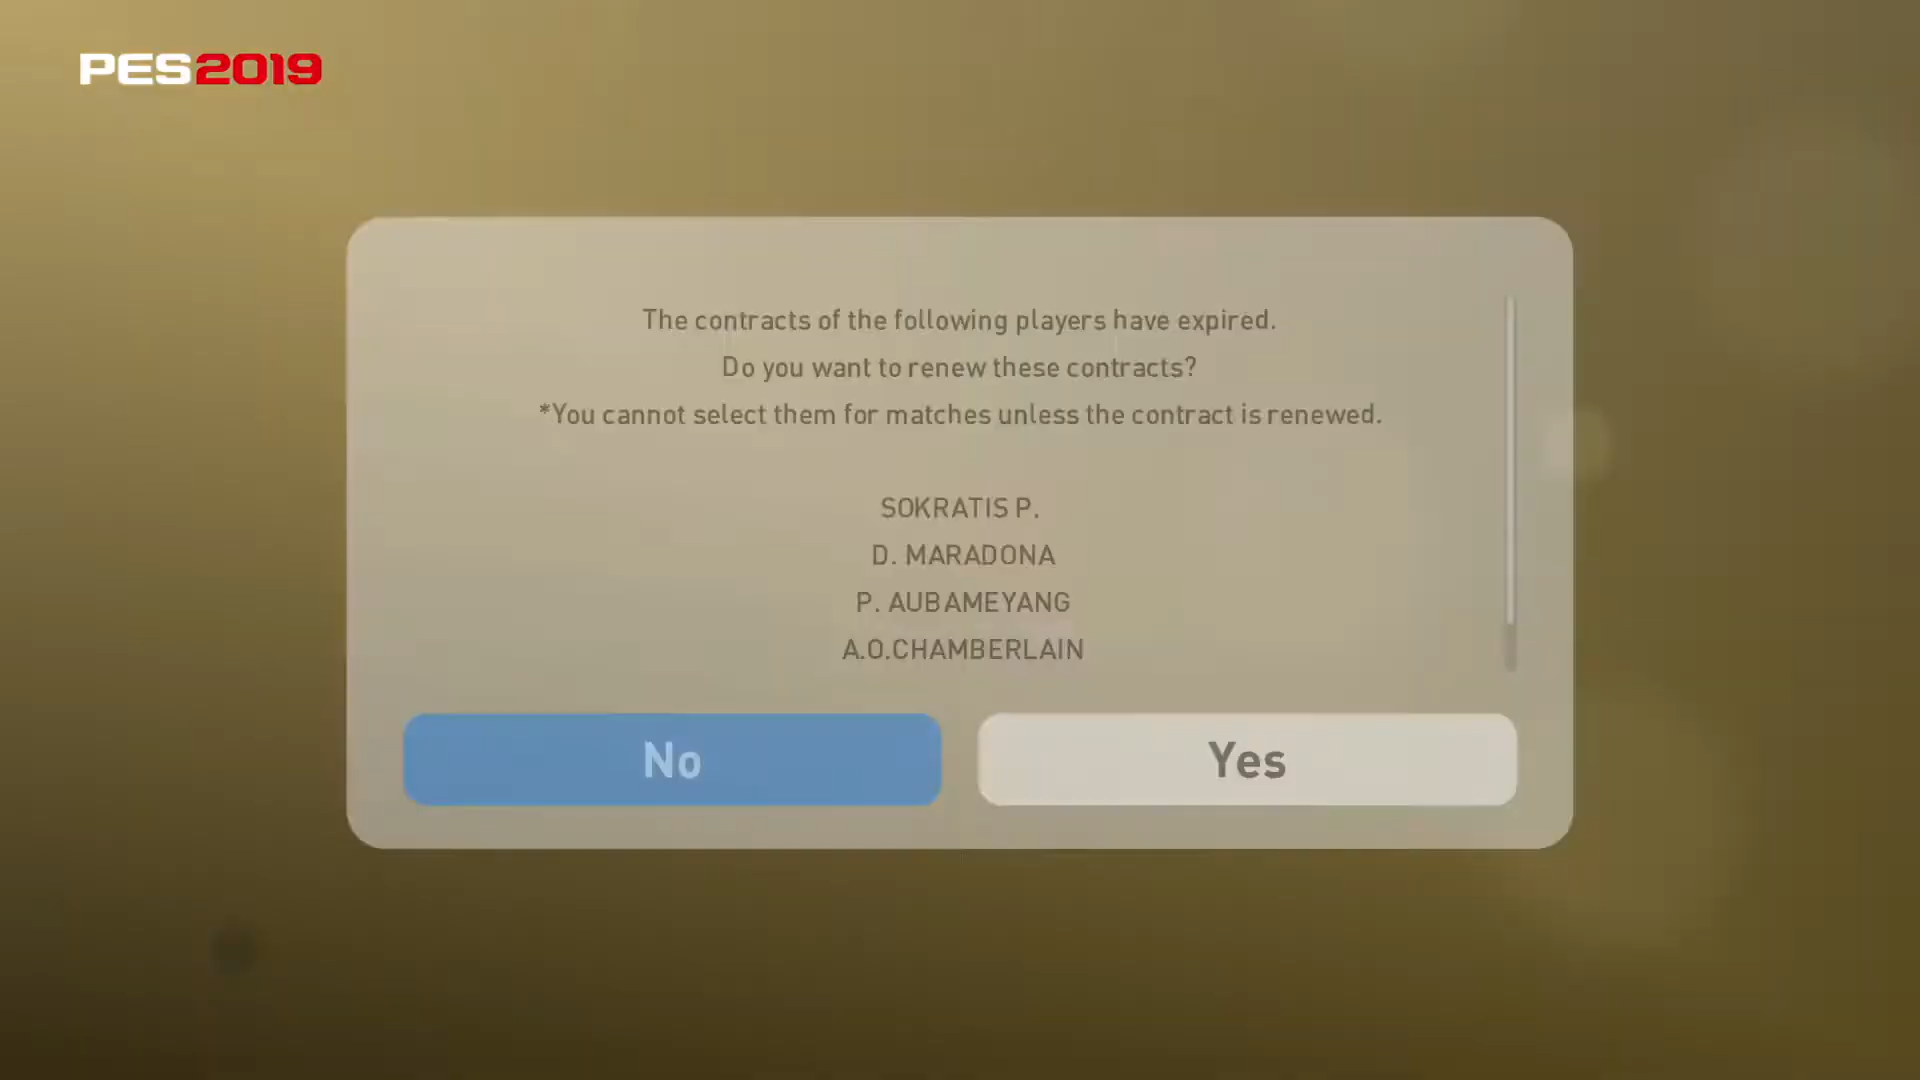 PES2019
The contracts of the following players have expired.
Do you want to renew these contracts?
*You cannot select them for matches unless the contract is renewed.
SOKRATIS P.
D. MARADONA
P. AUBAMEYANG
A.O.CHAMBERLAIN
No
Yes